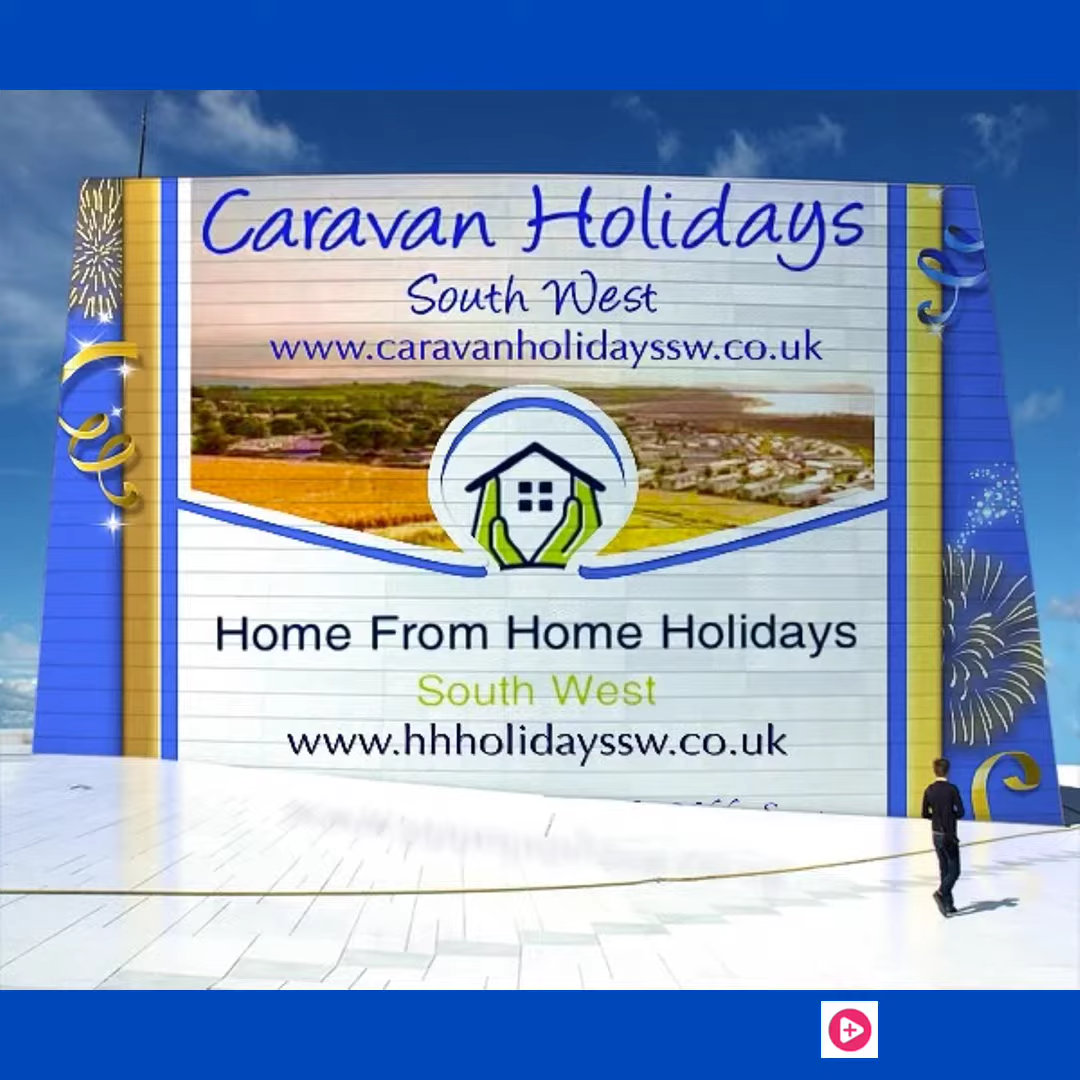 Caravan Holidays
South West
www.caravanholidayssw.co.uk
Home From Home Holidays
South West
www.hhholidayssw.co.uk